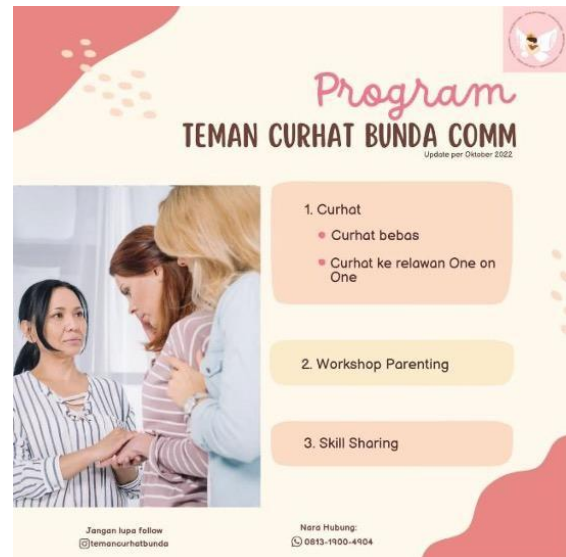 Program
TEMAN CURHAT BUNDA COMM
Update per Oktober 2022
1. Curhat
• Curhat bebas
• Curhat ke relawan One on
One
2. Workshop Parenting
3. Skill Sharing
Jangan lupa follow
@temancurhatbunda
Nara Hubung:
0813-1900-4904